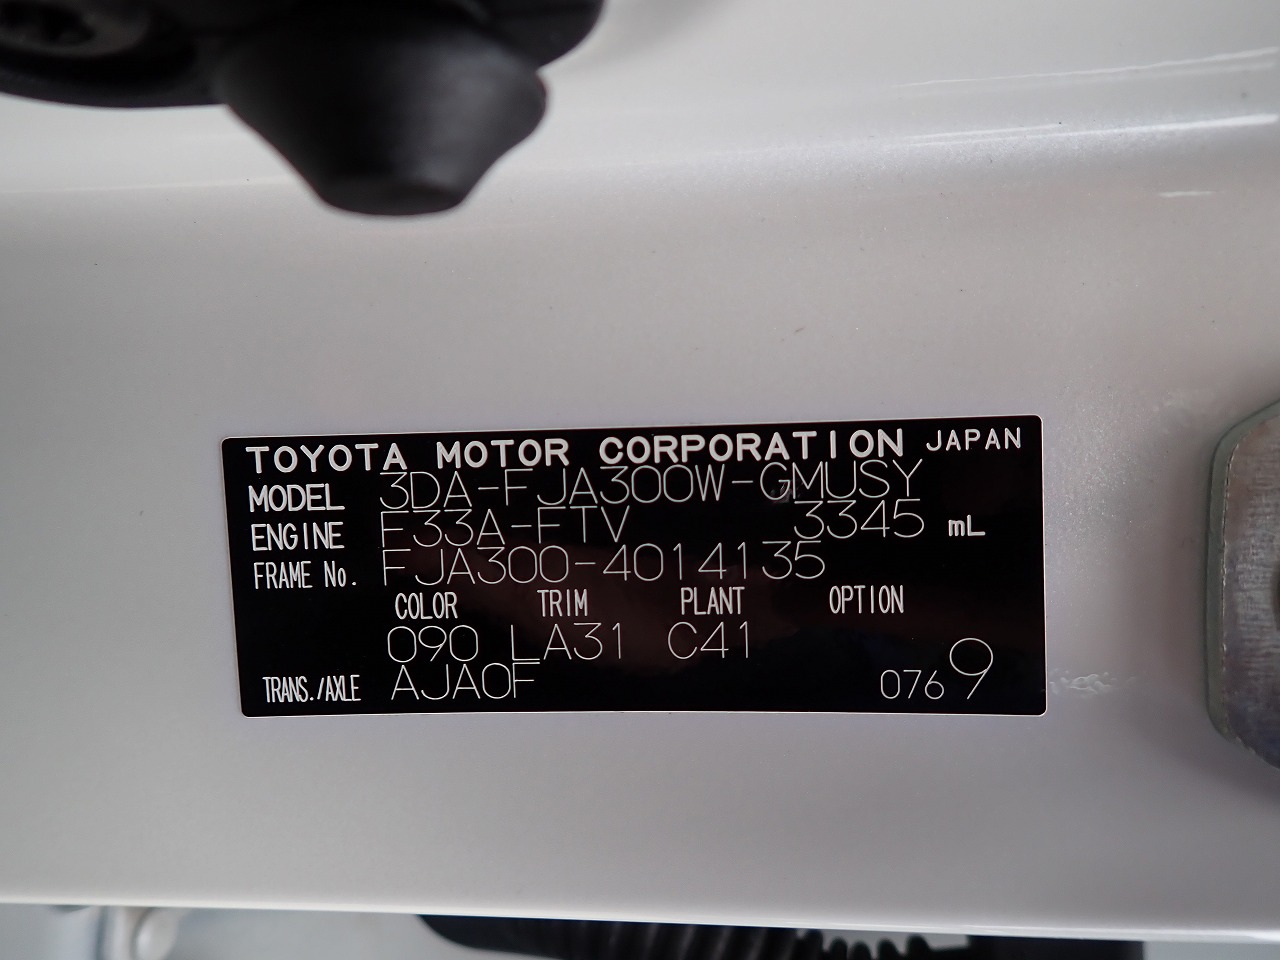 TOYOTA MOTOR CORPORATION JAPAN
MODEL 3DA-FJA300W-GMUSY
ENGINE F33A-FTV 3345 mL
FRAME No. FJA300-4014135
COLOR TRIM PLANT OPTION
090 LA31 C41
TRANS./AXLE AJA0F 0769